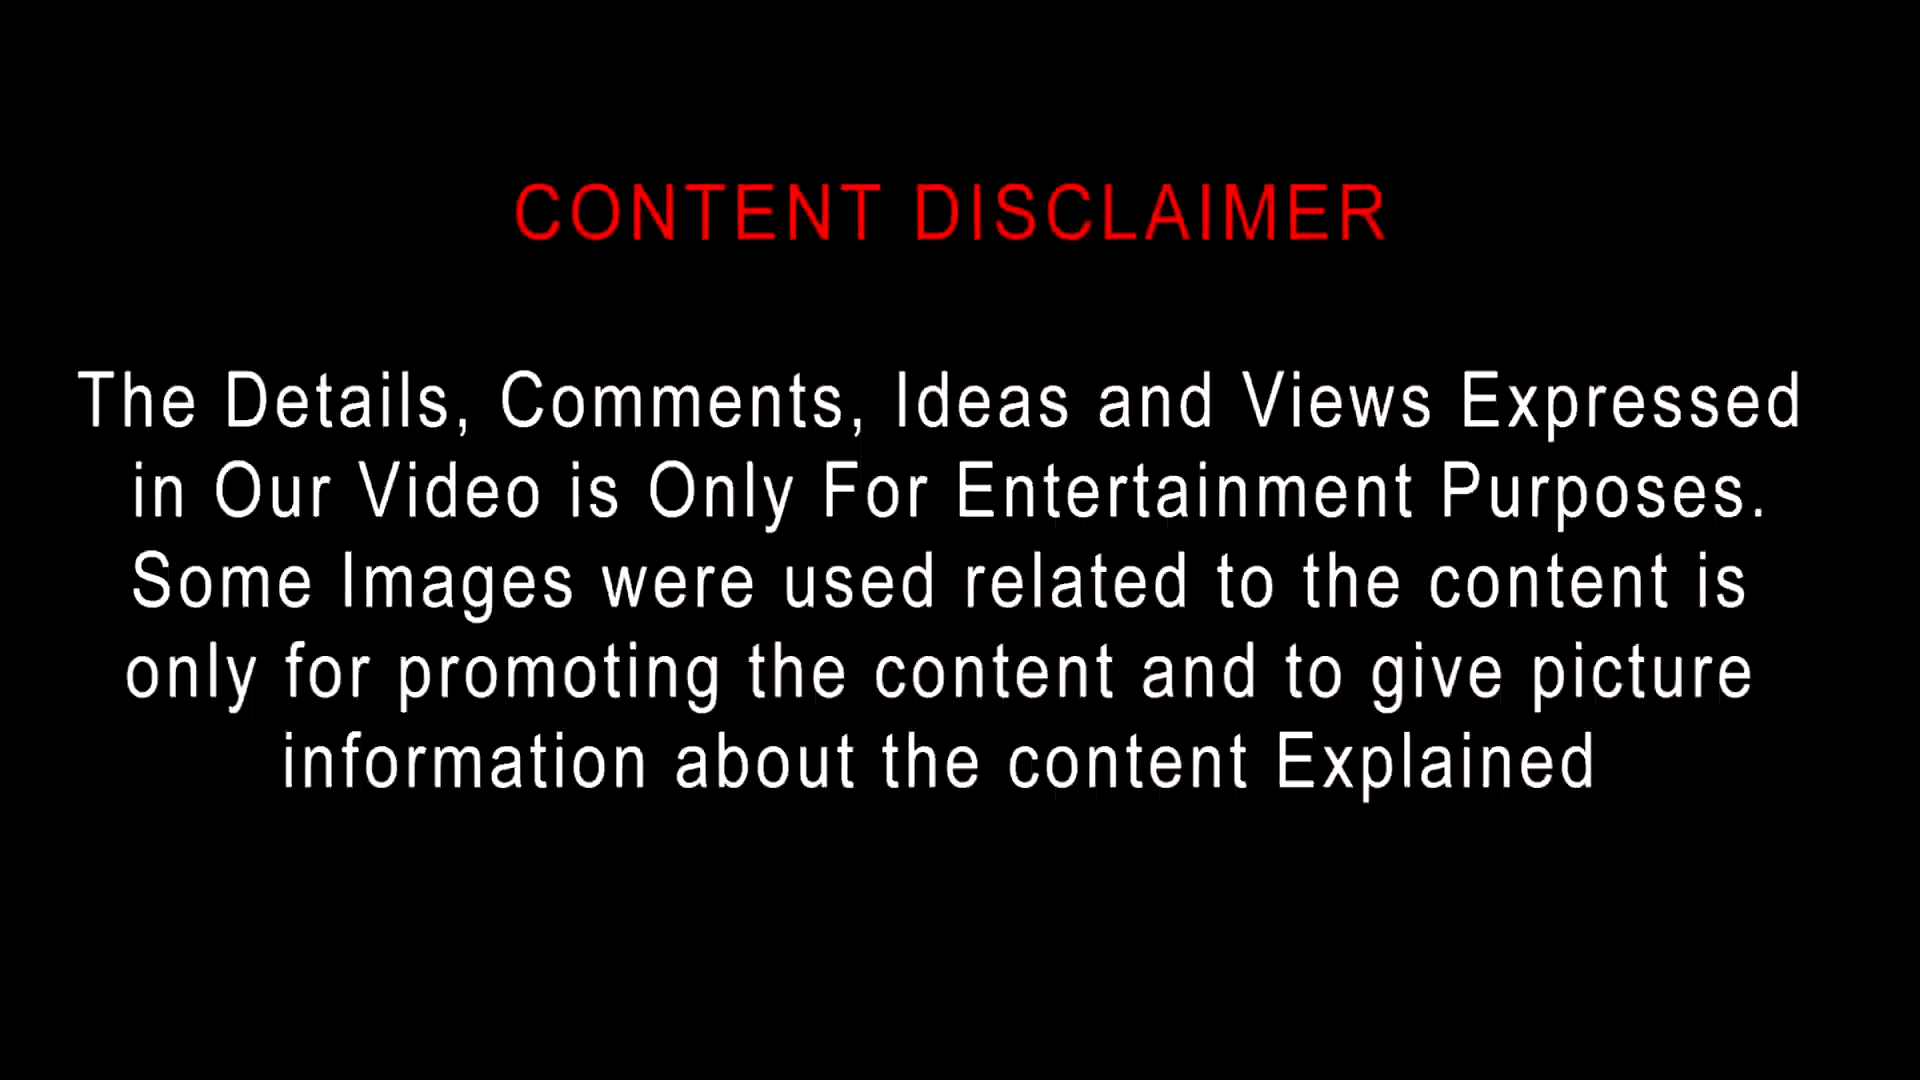 CONTENT DISCLAIMER
The Details, Comments, Ideas and Views Expressed
in Our Video is Only For Entertainment Purposes.
Some Images were used related to the content is
only for promoting the content and to give picture
information about the content Explained